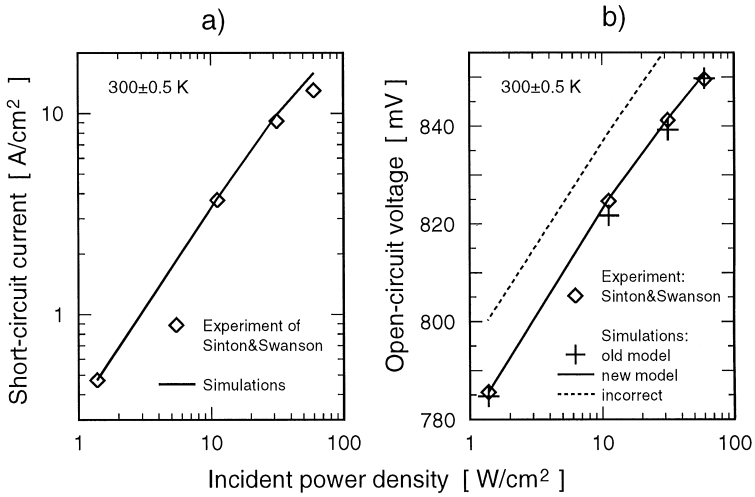 a)
Short-circuit current [ A/cm2 ]
300±0.5 K
10
1
Experiment of
Sinton&Swanson
Simulations
1
10
100
b)
Open-circuit voltage [ mV ]
300±0.5 K
840
820
800
780
Experiment:
Sinton&Swanson
Simulations:
old model
new model
incorrect
1
10
100
Incident power density [ W/cm2 ]